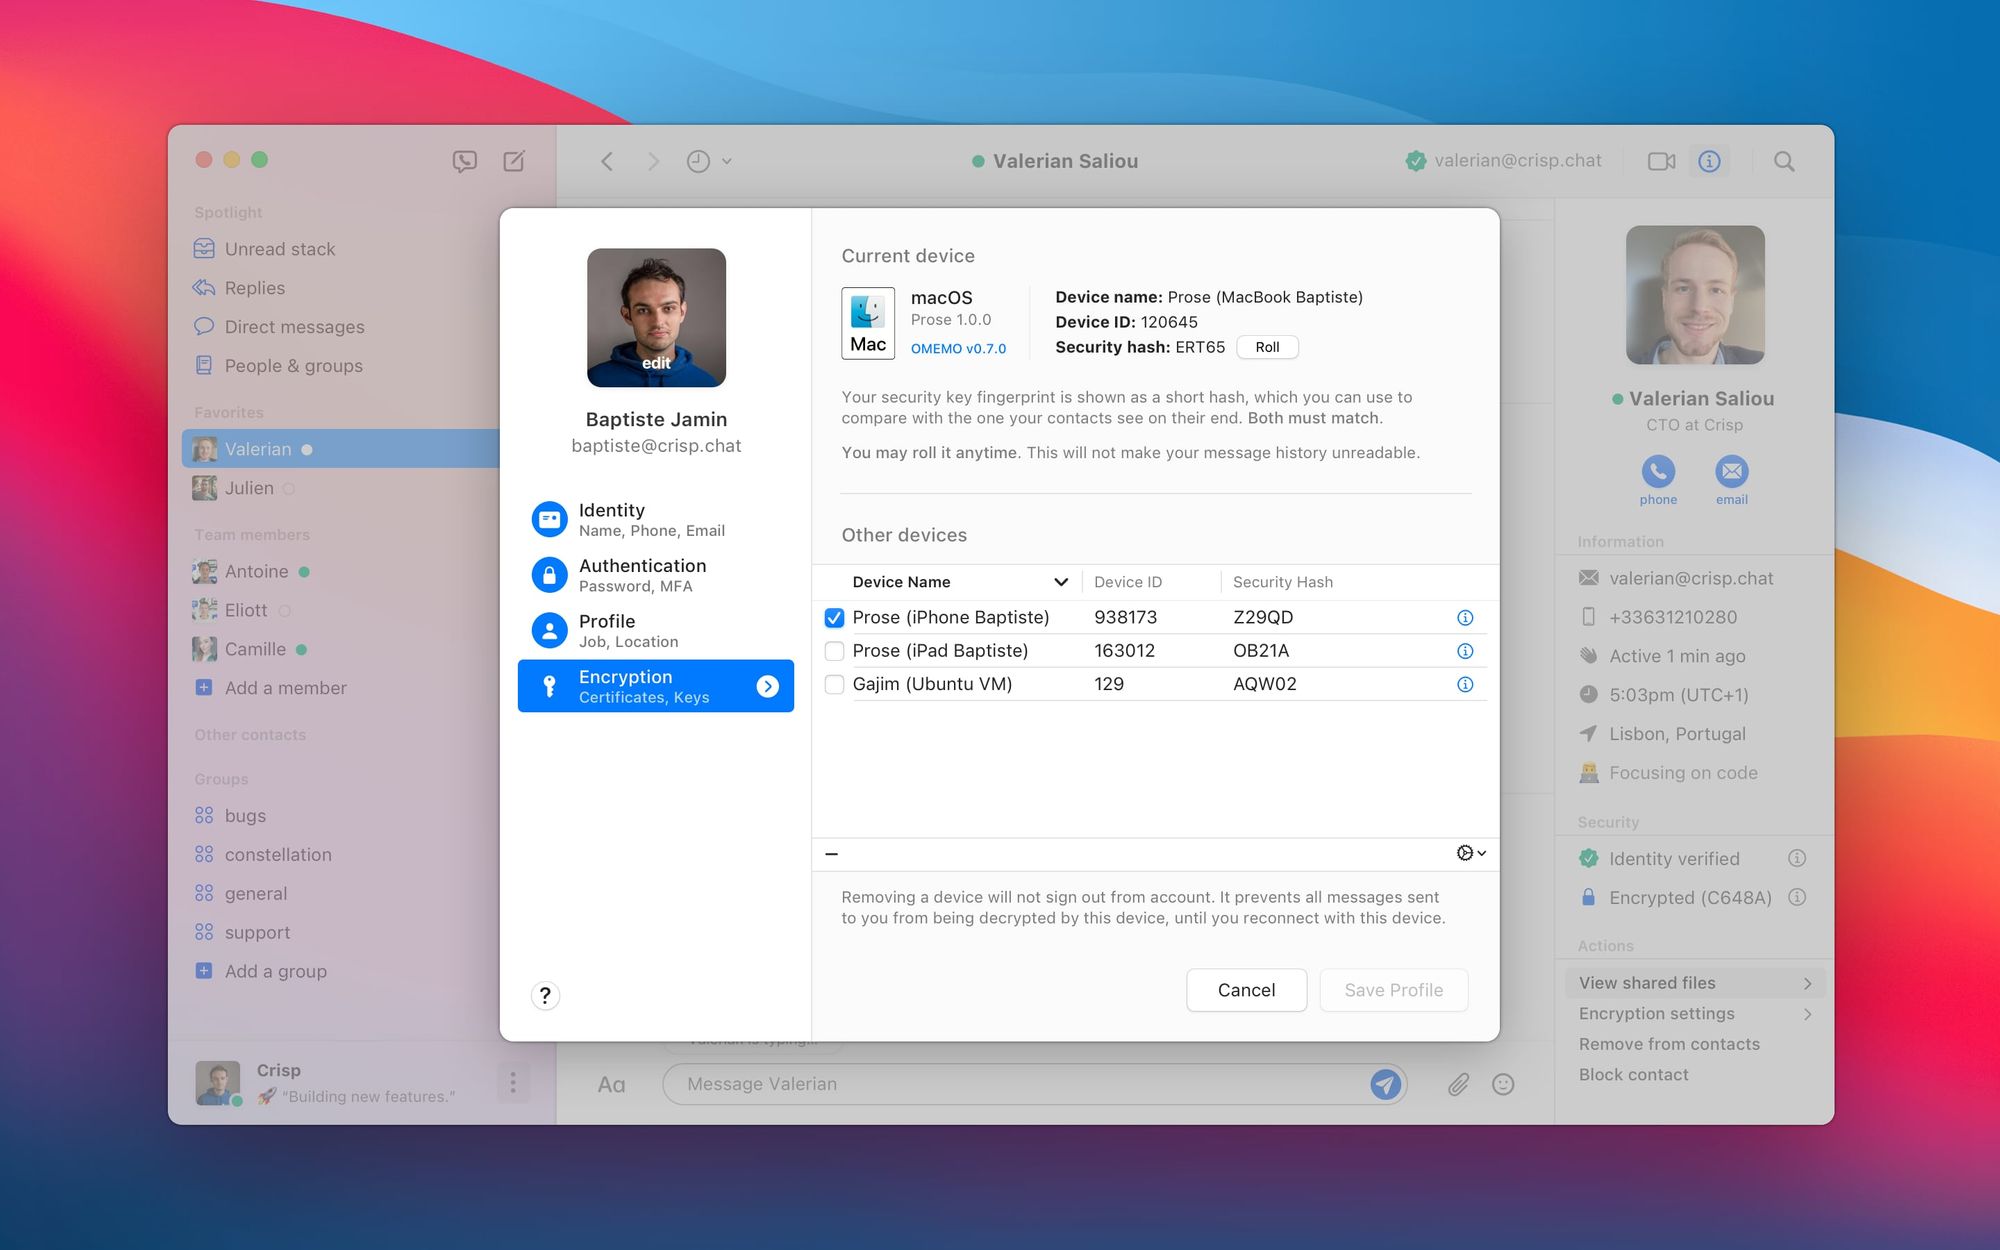 Valerian Saliou
valerian@crisp.chat
Spotlight
Unread stack
Replies
Direct messages
People & groups
Favorites
Valerian
Julien
Team members
Antoine
Eliott
Camille
Add a member
Other contacts
Groups
bugs
constellation
general
support
Add a group
Crisp
"Building new features."
edit
Baptiste Jamin
baptiste@crisp.chat
Identity
Name, Phone, Email
Authentication
Password, MFA
Profile
Job, Location
Encryption
Certificates, Keys
?
Current device
Mac
macOS
Prose 1.0.0
OMEMO v0.7.0
Device name: Prose (MacBook Baptiste)
Device ID: 120645
Security hash: ERT65 Roll
Your security key fingerprint is shown as a short hash, which you can use to
compare with the one your contacts see on their end. Both must match.
You may roll it anytime. This will not make your message history unreadable.
Other devices
Device Name Device ID Security Hash
Prose (iPhone Baptiste) 938173 Z29QD
Prose (iPad Baptiste) 163012 OB21A
Gajim (Ubuntu VM) 129 AQW02
Removing a device will not sign out from account. It prevents all messages sent
to you from being decrypted by this device, until you reconnect with this device.
Cancel Save Profile
Valerian is typing...
Aa Message Valerian
Valerian Saliou
CTO at Crisp
phone email
Information
valerian@crisp.chat
+33631210280
Active 1 min ago
5:03pm (UTC+1)
Lisbon, Portugal
Focusing on code
Security
Identity verified
Encrypted (C648A)
Actions
View shared files
Encryption settings
Remove from contacts
Block contact